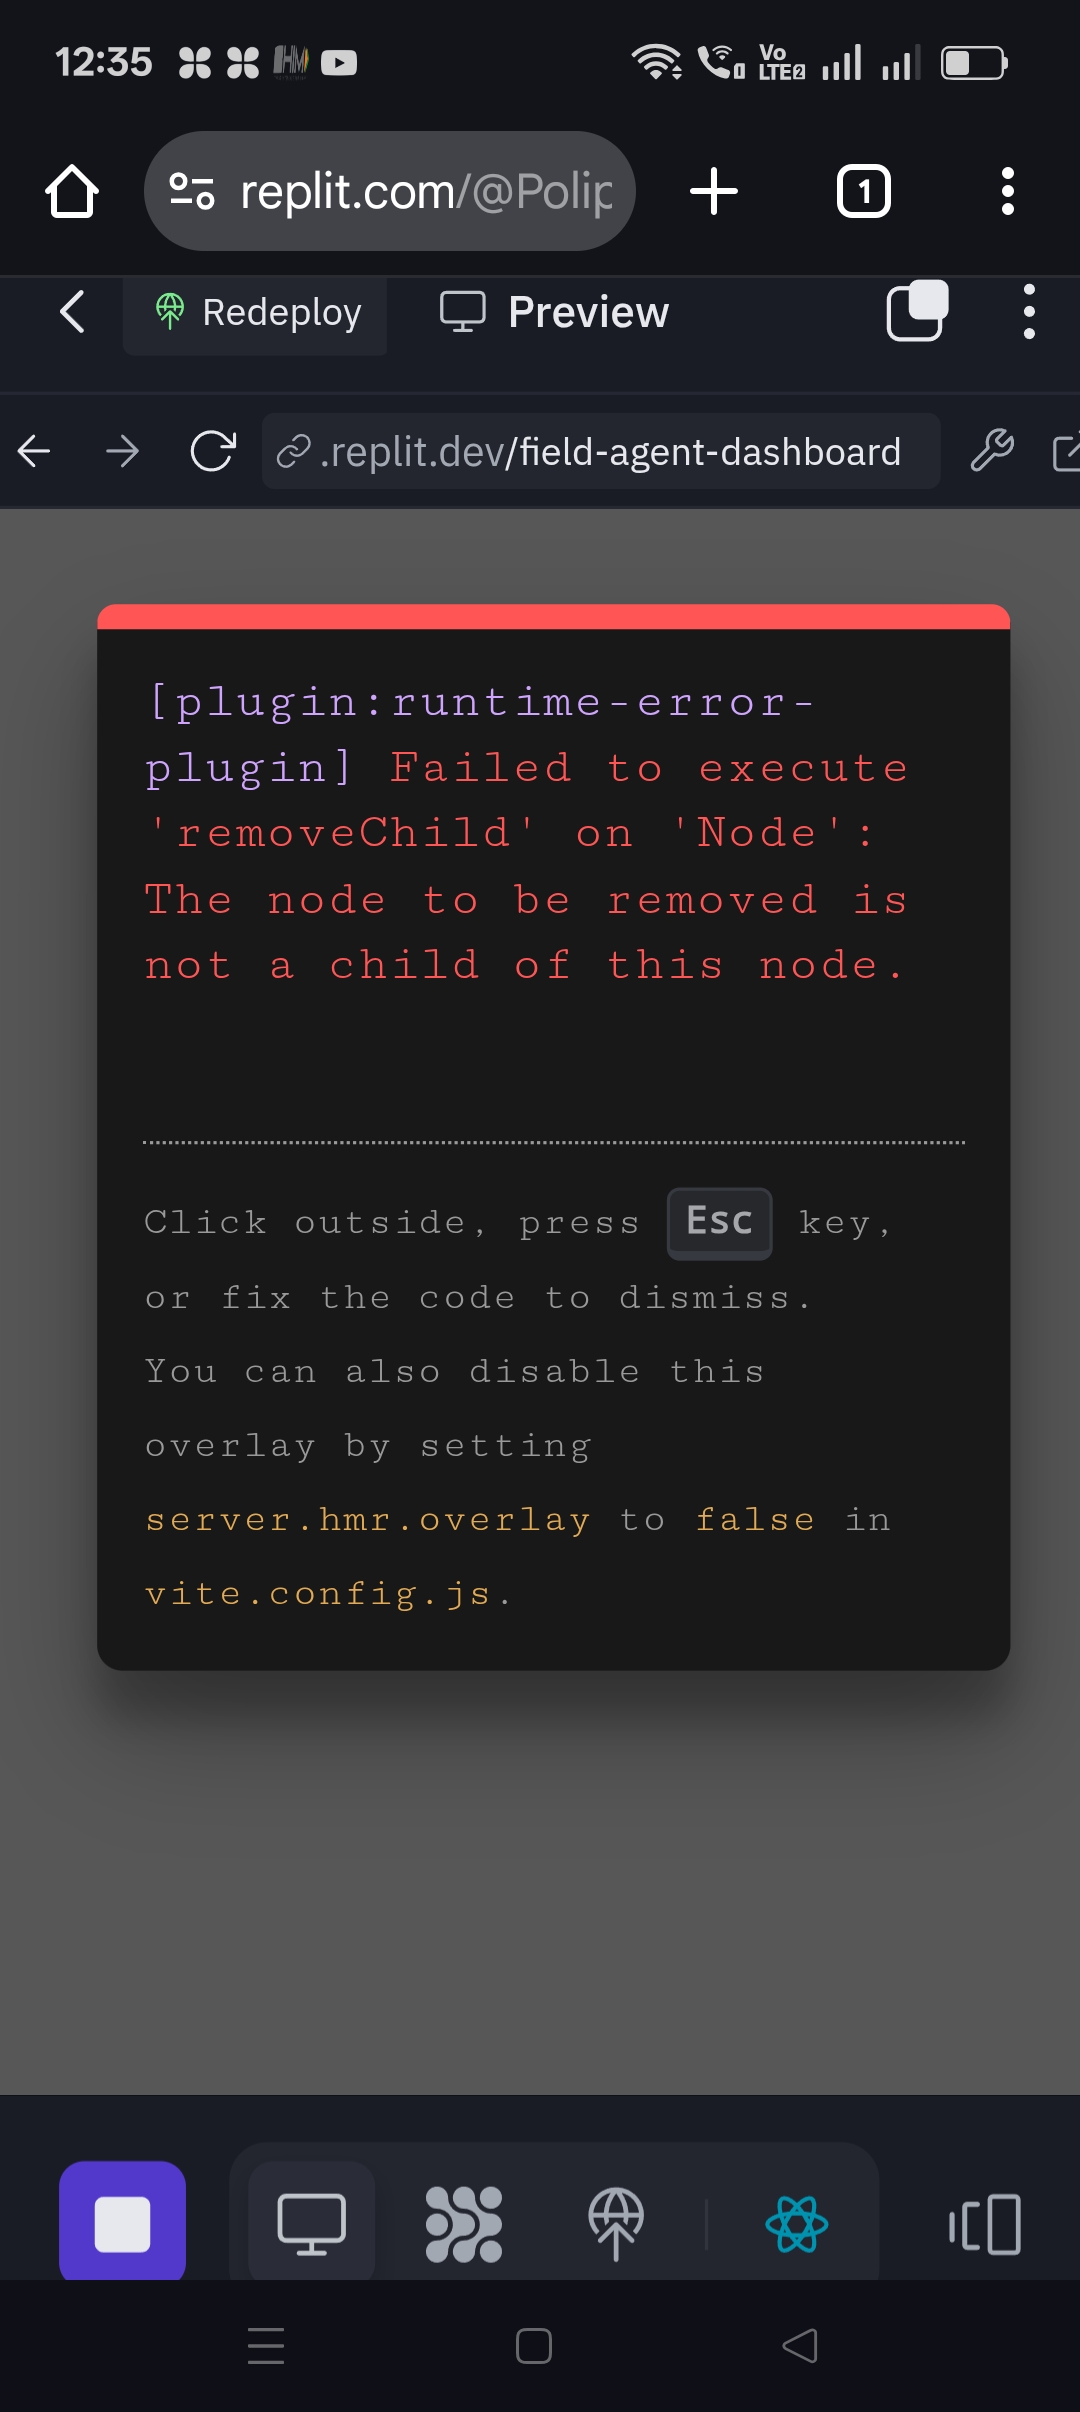 12:35
Vo
LTE2
replit.com/@Polip
1
Redeploy
Preview
.replit.dev/field-agent-dashboard
[plugin:runtime-error-
plugin] Failed to execute
'removeChild' on 'Node':
The node to be removed is
not a child of this node.
Click outside, press Esc key,
or fix the code to dismiss.
You can also disable this
overlay by setting
server.hmr.overlay to false in
vite.config.js.